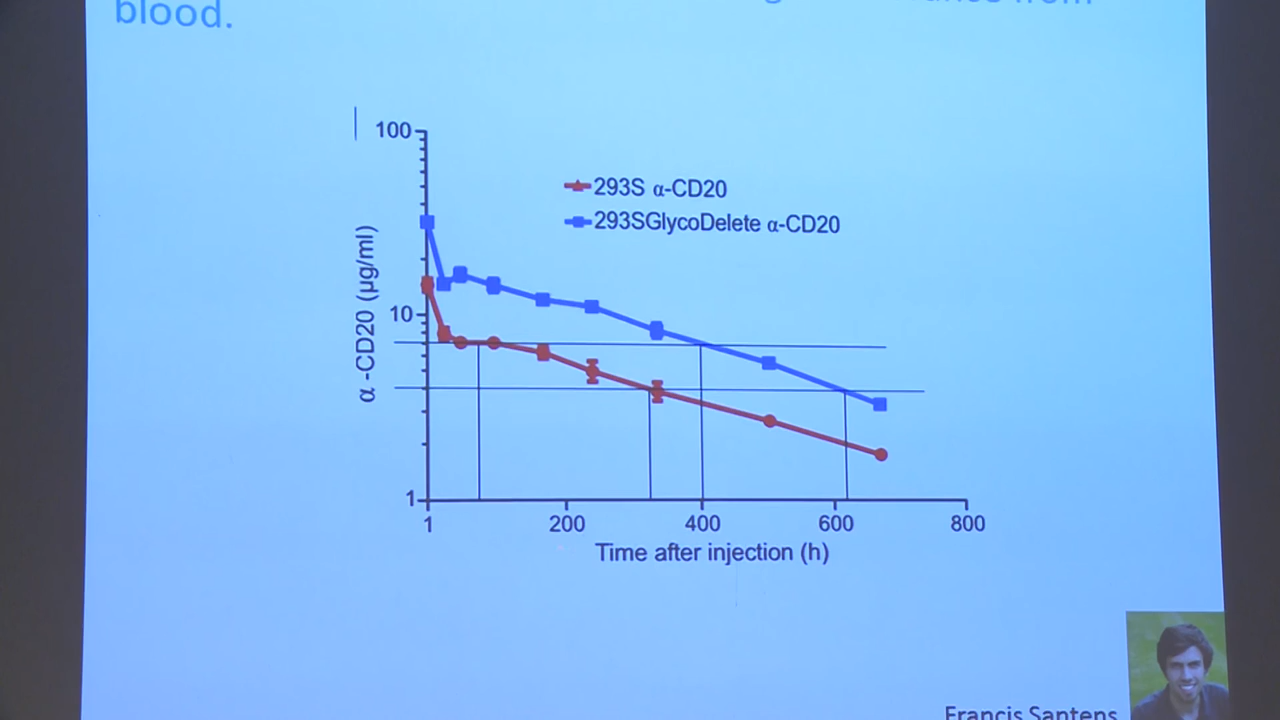 blood.
100
293S α-CD20
293SGlycoDelete α-CD20
α -CD20 (µg/ml)
10
1
1 200 400 600 800
Time after injection (h)
Francis Santens